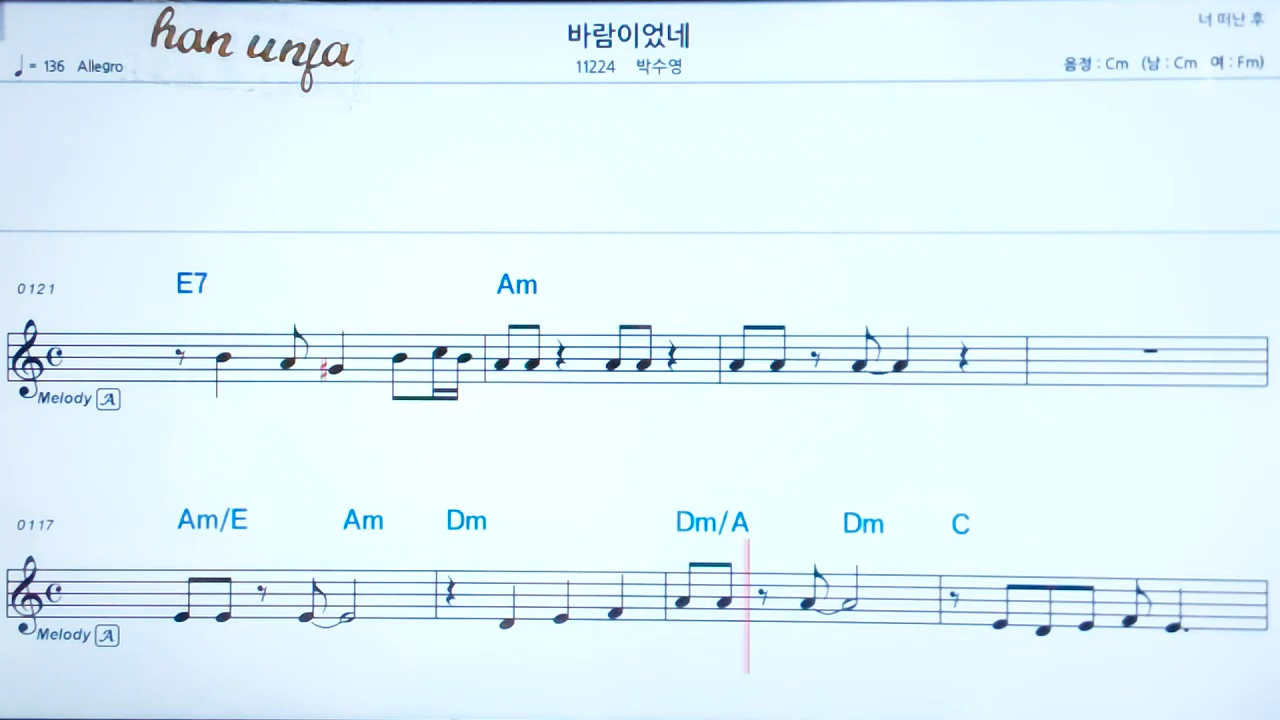 han unfa
바람이었네
너 떠난 후
♩= 136 Allegro
11224 박수영
음정 : Cm (남 : Cm 여 : Fm)
E7 Am
0121
Melody A
Am/E Am Dm Dm/A Dm C
0117
Melody A